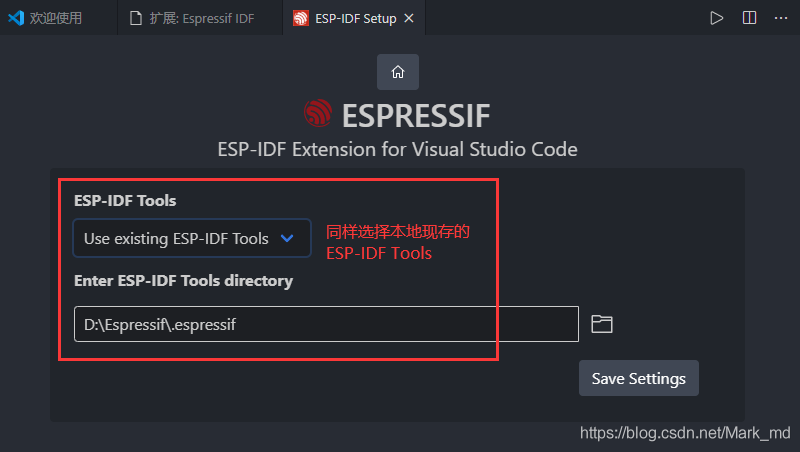 欢迎使用
扩展: Espressif IDF
ESP-IDF Setup
ESPRESSIF
ESP-IDF Extension for Visual Studio Code
ESP-IDF Tools
Use existing ESP-IDF Tools
同样选择本地现存的
ESP-IDF Tools
Enter ESP-IDF Tools directory
D:\Espressif\.espressif
Save Settings
https://blog.csdn.net/Mark_md